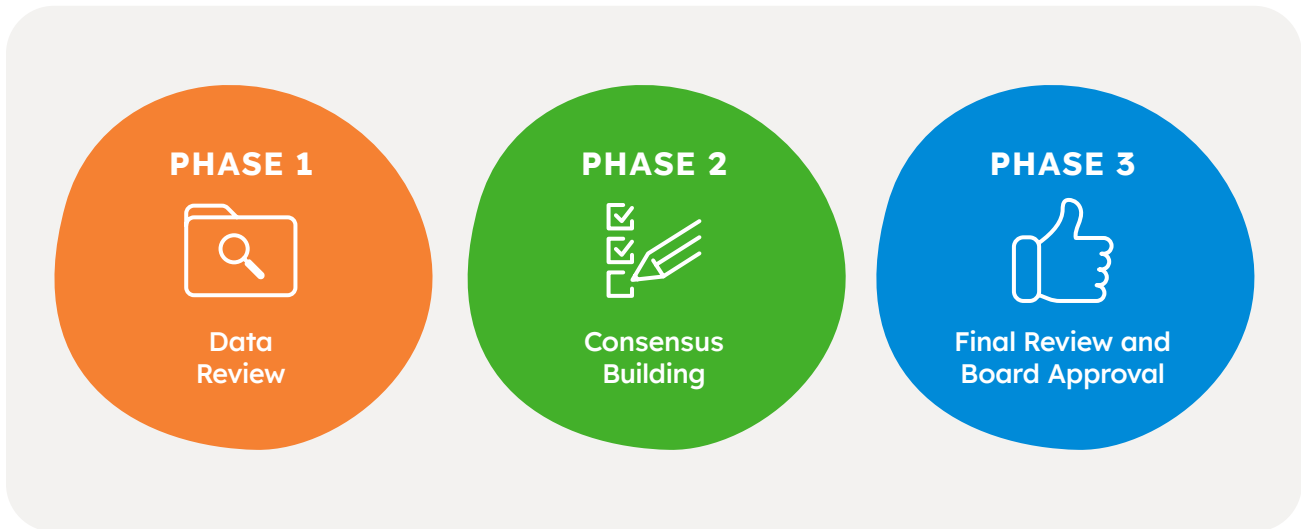 PHASE 1
Data
Review
PHASE 2
Consensus
Building
PHASE 3
Final Review and
Board Approval